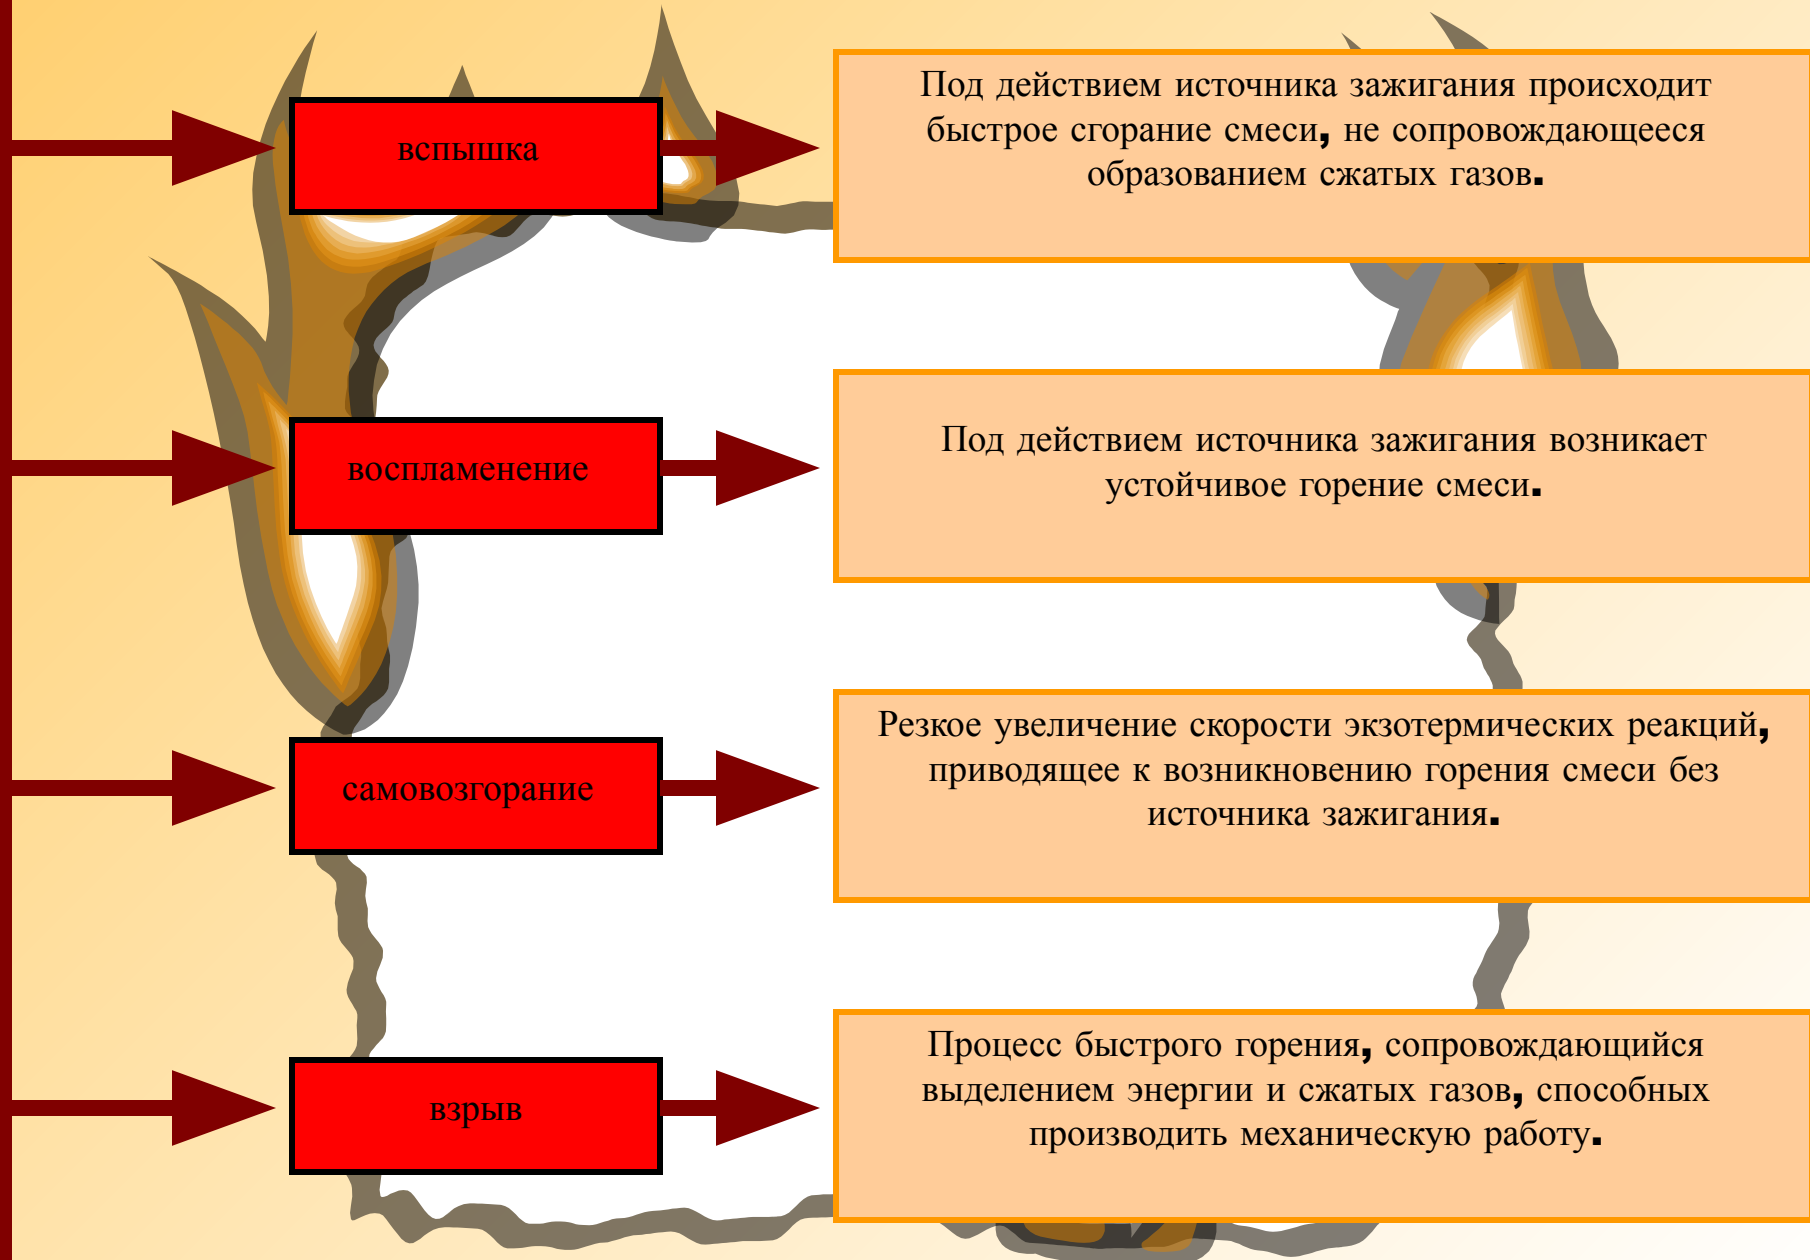 вспышка
Под действием источника зажигания происходит
быстрое сгорание смеси, не сопровождающееся
образованием сжатых газов.
воспламенение
Под действием источника зажигания возникает
устойчивое горение смеси.
самовозгорание
Резкое увеличение скорости экзотермических реакций,
приводящее к возникновению горения смеси без
источника зажигания.
взрыв
Процесс быстрого горения, сопровождающийся
выделением энергии и сжатых газов, способных
производить механическую работу.